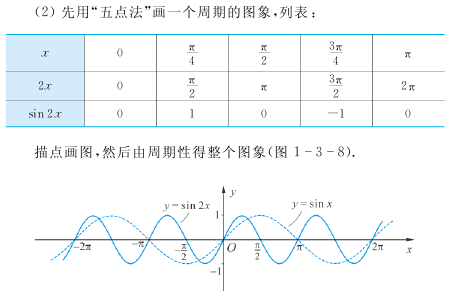 (2) 先用“五点法”画一个周期的图象,列表:
x 0 π/4 π/2 3π/4 π
2x 0 π/2 π 3π/2 2π
sin 2x 0 1 0 −1 0
描点画图,然后由周期性得整个图象(图 1-3-8).
y
y=sin 2x 1 y=sin x
−2π −π −π/2 O π/2 π 2π x
−1